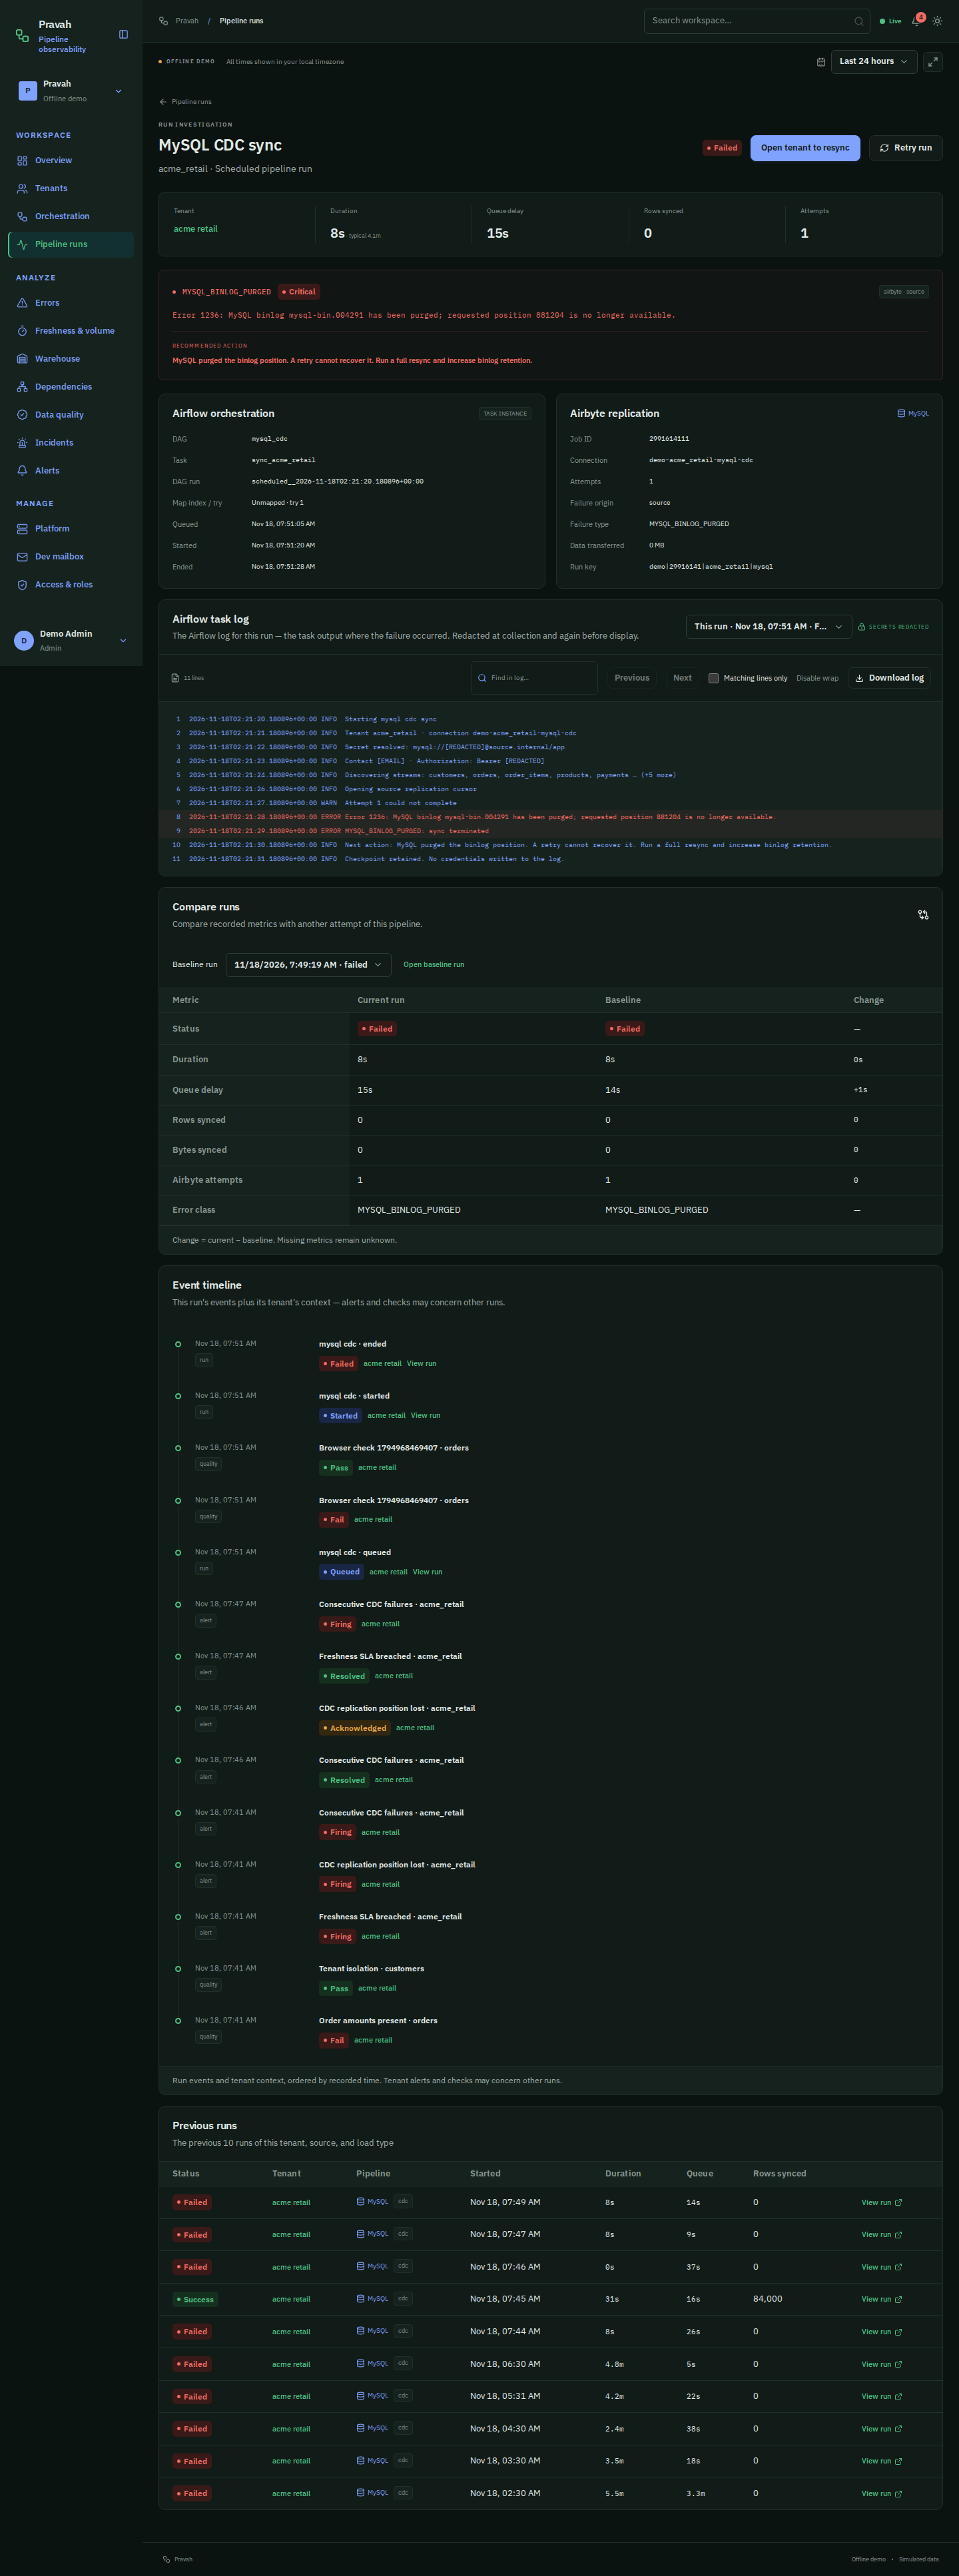 Pravah
Pipeline
observability
P
Pravah
Offline demo
WORKSPACE
Overview
Tenants
Orchestration
Pipeline runs
ANALYZE
Errors
Freshness & volume
Warehouse
Dependencies
Data quality
Incidents
Alerts
MANAGE
Platform
Dev mailbox
Access & roles
D
Demo Admin
Admin
Pravah / Pipeline runs
Search workspace...
Live
4
OFFLINE DEMO All times shown in your local timezone
Last 24 hours
Pipeline runs
RUN INVESTIGATION
MySQL CDC sync
acme_retail · Scheduled pipeline run
Failed
Open tenant to resync
Retry run
Tenant
acme retail
Duration
8s typical 4.1m
Queue delay
15s
Rows synced
0
Attempts
1
MYSQL_BINLOG_PURGED Critical airbyte · source
Error 1236: MySQL binlog mysql-bin.004291 has been purged; requested position 881204 is no longer available.
RECOMMENDED ACTION
MySQL purged the binlog position. A retry cannot recover it. Run a full resync and increase binlog retention.
Airflow orchestration TASK INSTANCE
DAG mysql_cdc
Task sync_acme_retail
DAG run scheduled__2026-11-18T02:21:20.180896+00:00
Map index / try Unmapped · try 1
Queued Nov 18, 07:51:05 AM
Started Nov 18, 07:51:20 AM
Ended Nov 18, 07:51:28 AM
Airbyte replication MySQL
Job ID 2991614111
Connection demo-acme_retail-mysql-cdc
Attempts 1
Failure origin source
Failure type MYSQL_BINLOG_PURGED
Data transferred 0 MB
Run key demo|29916141|acme_retail|mysql
Airflow task log
The Airflow log for this run — the task output where the failure occurred. Redacted at collection and again before display.
This run · Nov 18, 07:51 AM · F...
SECRETS REDACTED
11 lines
Find in log...
Previous
Next
Matching lines only
Disable wrap
Download log
1 2026-11-18T02:21:20.180896+00:00 INFO Starting mysql cdc sync
2 2026-11-18T02:21:21.180896+00:00 INFO Tenant acme_retail · connection demo-acme_retail-mysql-cdc
3 2026-11-18T02:21:22.180896+00:00 INFO Secret resolved: mysql://[REDACTED]@source.internal/app
4 2026-11-18T02:21:23.180896+00:00 INFO Contact [EMAIL] · Authorization: Bearer [REDACTED]
5 2026-11-18T02:21:24.180896+00:00 INFO Discovering streams: customers, orders, order_items, products, payments … (+5 more)
6 2026-11-18T02:21:26.180896+00:00 INFO Opening source replication cursor
7 2026-11-18T02:21:27.180896+00:00 WARN Attempt 1 could not complete
8 2026-11-18T02:21:28.180896+00:00 ERROR Error 1236: MySQL binlog mysql-bin.004291 has been purged; requested position 881204 is no longer available.
9 2026-11-18T02:21:29.180896+00:00 ERROR MYSQL_BINLOG_PURGED: sync terminated
10 2026-11-18T02:21:30.180896+00:00 INFO Next action: MySQL purged the binlog position. A retry cannot recover it. Run a full resync and increase binlog retention.
11 2026-11-18T02:21:31.180896+00:00 INFO Checkpoint retained. No credentials written to the log.
Compare runs
Compare recorded metrics with another attempt of this pipeline.
Baseline run 11/18/2026, 7:49:19 AM · failed Open baseline run
Metric Current run Baseline Change
Status Failed Failed —
Duration 8s 8s 0s
Queue delay 15s 14s +1s
Rows synced 0 0 0
Bytes synced 0 0 0
Airbyte attempts 1 1 0
Error class MYSQL_BINLOG_PURGED MYSQL_BINLOG_PURGED —
Change = current − baseline. Missing metrics remain unknown.
Event timeline
This run's events plus its tenant's context — alerts and checks may concern other runs.
Nov 18, 07:51 AM mysql cdc · ended
run Failed acme retail View run
Nov 18, 07:51 AM mysql cdc · started
run Started acme retail View run
Nov 18, 07:51 AM Browser check 1794968469407 · orders
quality Pass acme retail
Nov 18, 07:51 AM Browser check 1794968469407 · orders
quality Fail acme retail
Nov 18, 07:51 AM mysql cdc · queued
run Queued acme retail View run
Nov 18, 07:47 AM Consecutive CDC failures · acme_retail
alert Firing acme retail
Nov 18, 07:47 AM Freshness SLA breached · acme_retail
alert Resolved acme retail
Nov 18, 07:46 AM CDC replication position lost · acme_retail
alert Acknowledged acme retail
Nov 18, 07:46 AM Consecutive CDC failures · acme_retail
alert Resolved acme retail
Nov 18, 07:41 AM Consecutive CDC failures · acme_retail
alert Firing acme retail
Nov 18, 07:41 AM CDC replication position lost · acme_retail
alert Firing acme retail
Nov 18, 07:41 AM Freshness SLA breached · acme_retail
alert Firing acme retail
Nov 18, 07:41 AM Tenant isolation · customers
quality Pass acme retail
Nov 18, 07:41 AM Order amounts present · orders
quality Fail acme retail
Run events and tenant context, ordered by recorded time. Tenant alerts and checks may concern other runs.
Previous runs
The previous 10 runs of this tenant, source, and load type
Status Tenant Pipeline Started Duration Queue Rows synced
Failed acme retail MySQL cdc Nov 18, 07:49 AM 8s 14s 0 View run
Failed acme retail MySQL cdc Nov 18, 07:47 AM 8s 9s 0 View run
Failed acme retail MySQL cdc Nov 18, 07:46 AM 0s 37s 0 View run
Success acme retail MySQL cdc Nov 18, 07:45 AM 31s 16s 84,000 View run
Failed acme retail MySQL cdc Nov 18, 07:44 AM 8s 26s 0 View run
Failed acme retail MySQL cdc Nov 18, 06:30 AM 4.8m 5s 0 View run
Failed acme retail MySQL cdc Nov 18, 05:31 AM 4.2m 22s 0 View run
Failed acme retail MySQL cdc Nov 18, 04:30 AM 2.4m 38s 0 View run
Failed acme retail MySQL cdc Nov 18, 03:30 AM 3.5m 18s 0 View run
Failed acme retail MySQL cdc Nov 18, 02:30 AM 5.5m 3.3m 0 View run
Pravah
Offline demo • Simulated data